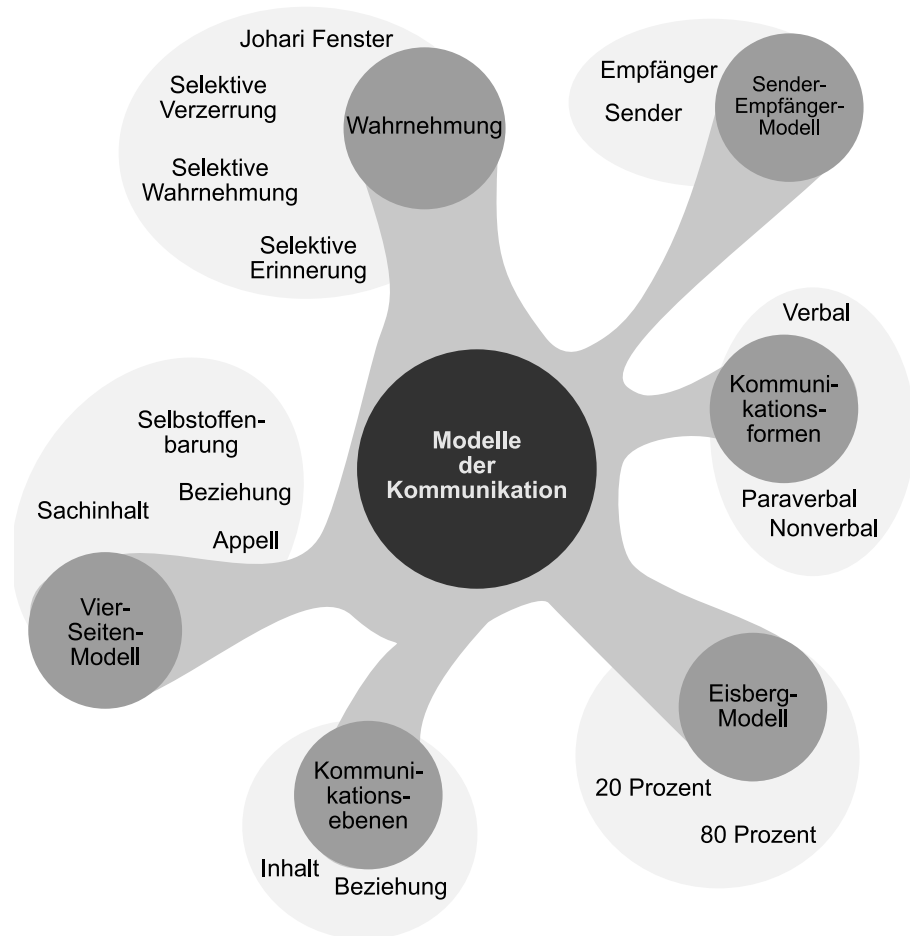 Johari Fenster
Selektive
Verzerrung
Selektive
Wahrnehmung
Selektive
Erinnerung
Wahrnehmung
Empfänger
Sender
Sender-
Empfänger-
Modell
Verbal
Kommuni-
kations-
formen
Paraverbal
Nonverbal
Modelle
der
Kommunikation
Selbstoffen-
barung
Beziehung
Sachinhalt
Appell
Vier-
Seiten-
Modell
Eisberg-
Modell
20 Prozent
80 Prozent
Kommuni-
kations-
ebenen
Inhalt
Beziehung